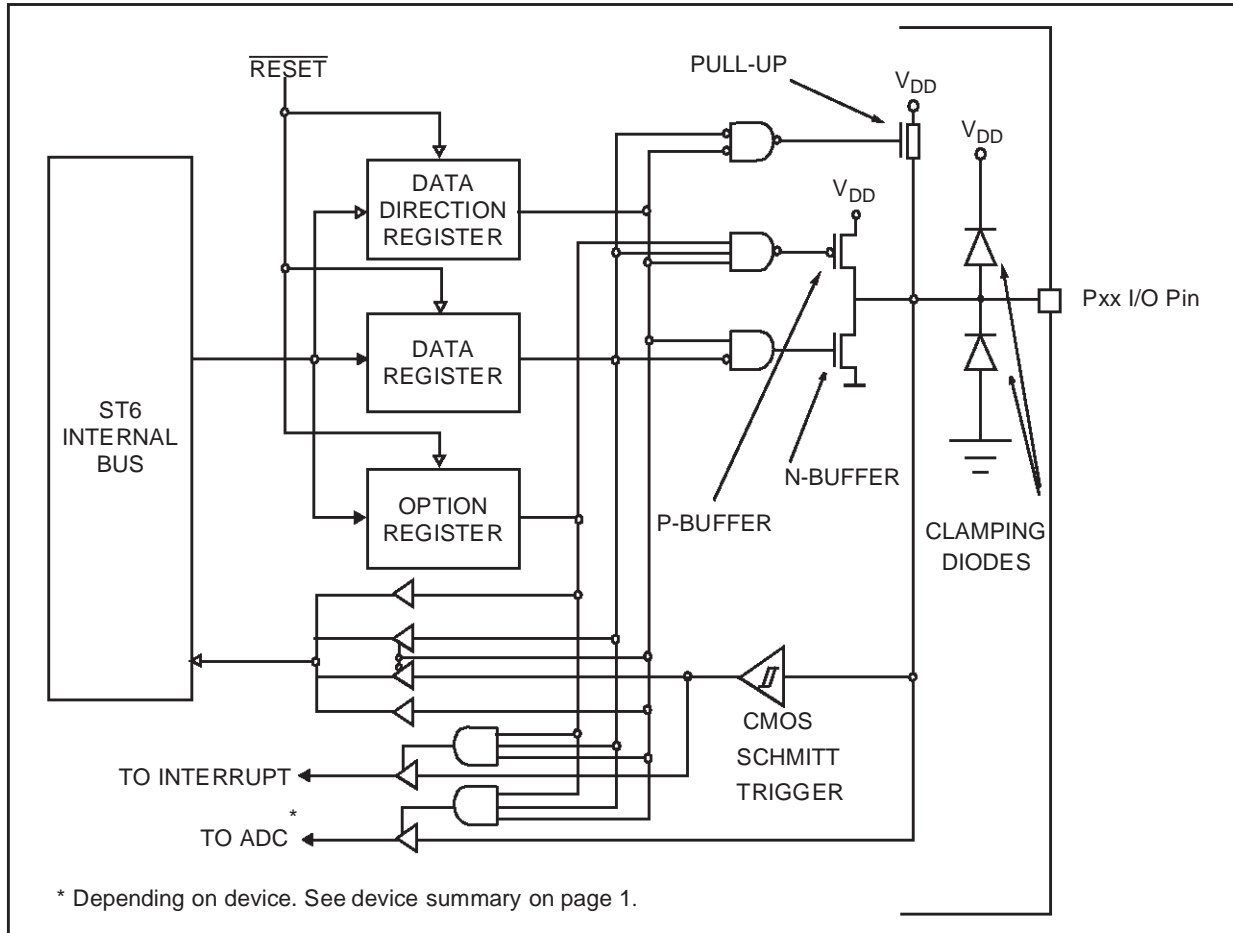 RESET
PULL-UP
VDD
VDD
VDD
DATA
DIRECTION
REGISTER
DATA
REGISTER
OPTION
REGISTER
ST6
INTERNAL
BUS
Pxx I/O Pin
N-BUFFER
P-BUFFER
CLAMPING
DIODES
CMOS
SCHMITT
TRIGGER
TO INTERRUPT
TO ADC*
* Depending on device. See device summary on page 1.